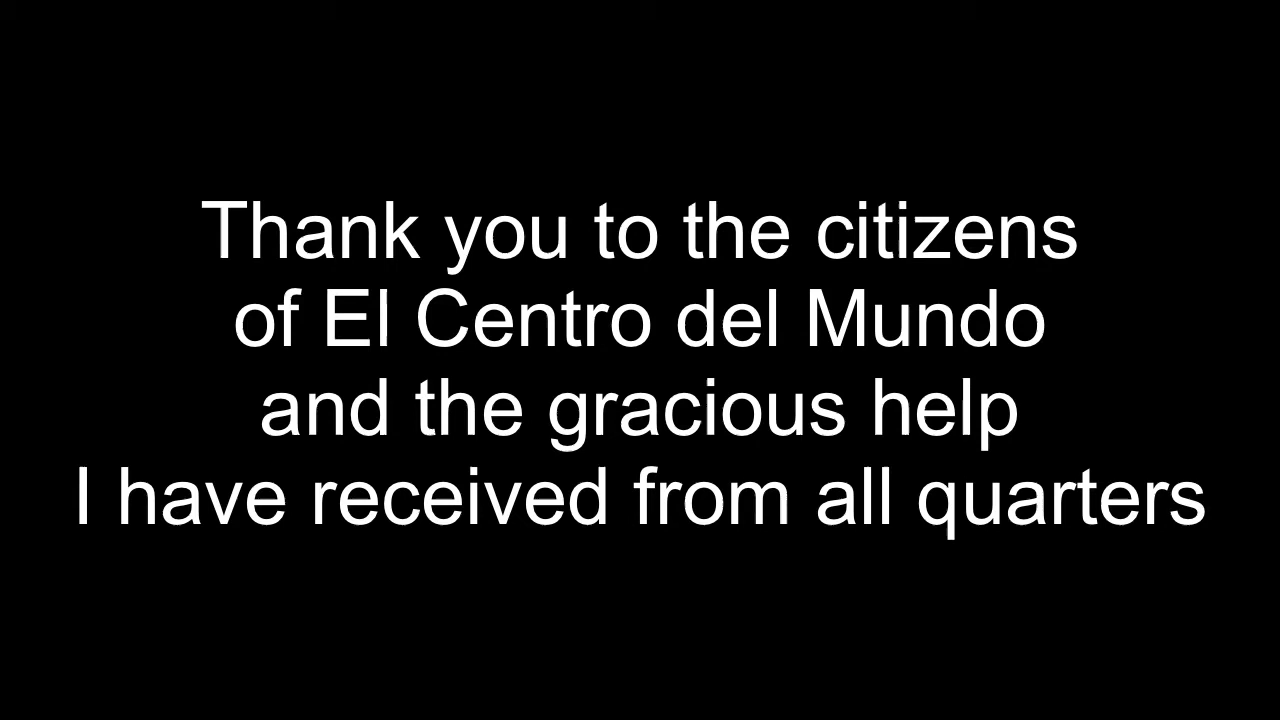 Thank you to the citizens
of El Centro del Mundo
and the gracious help
I have received from all quarters